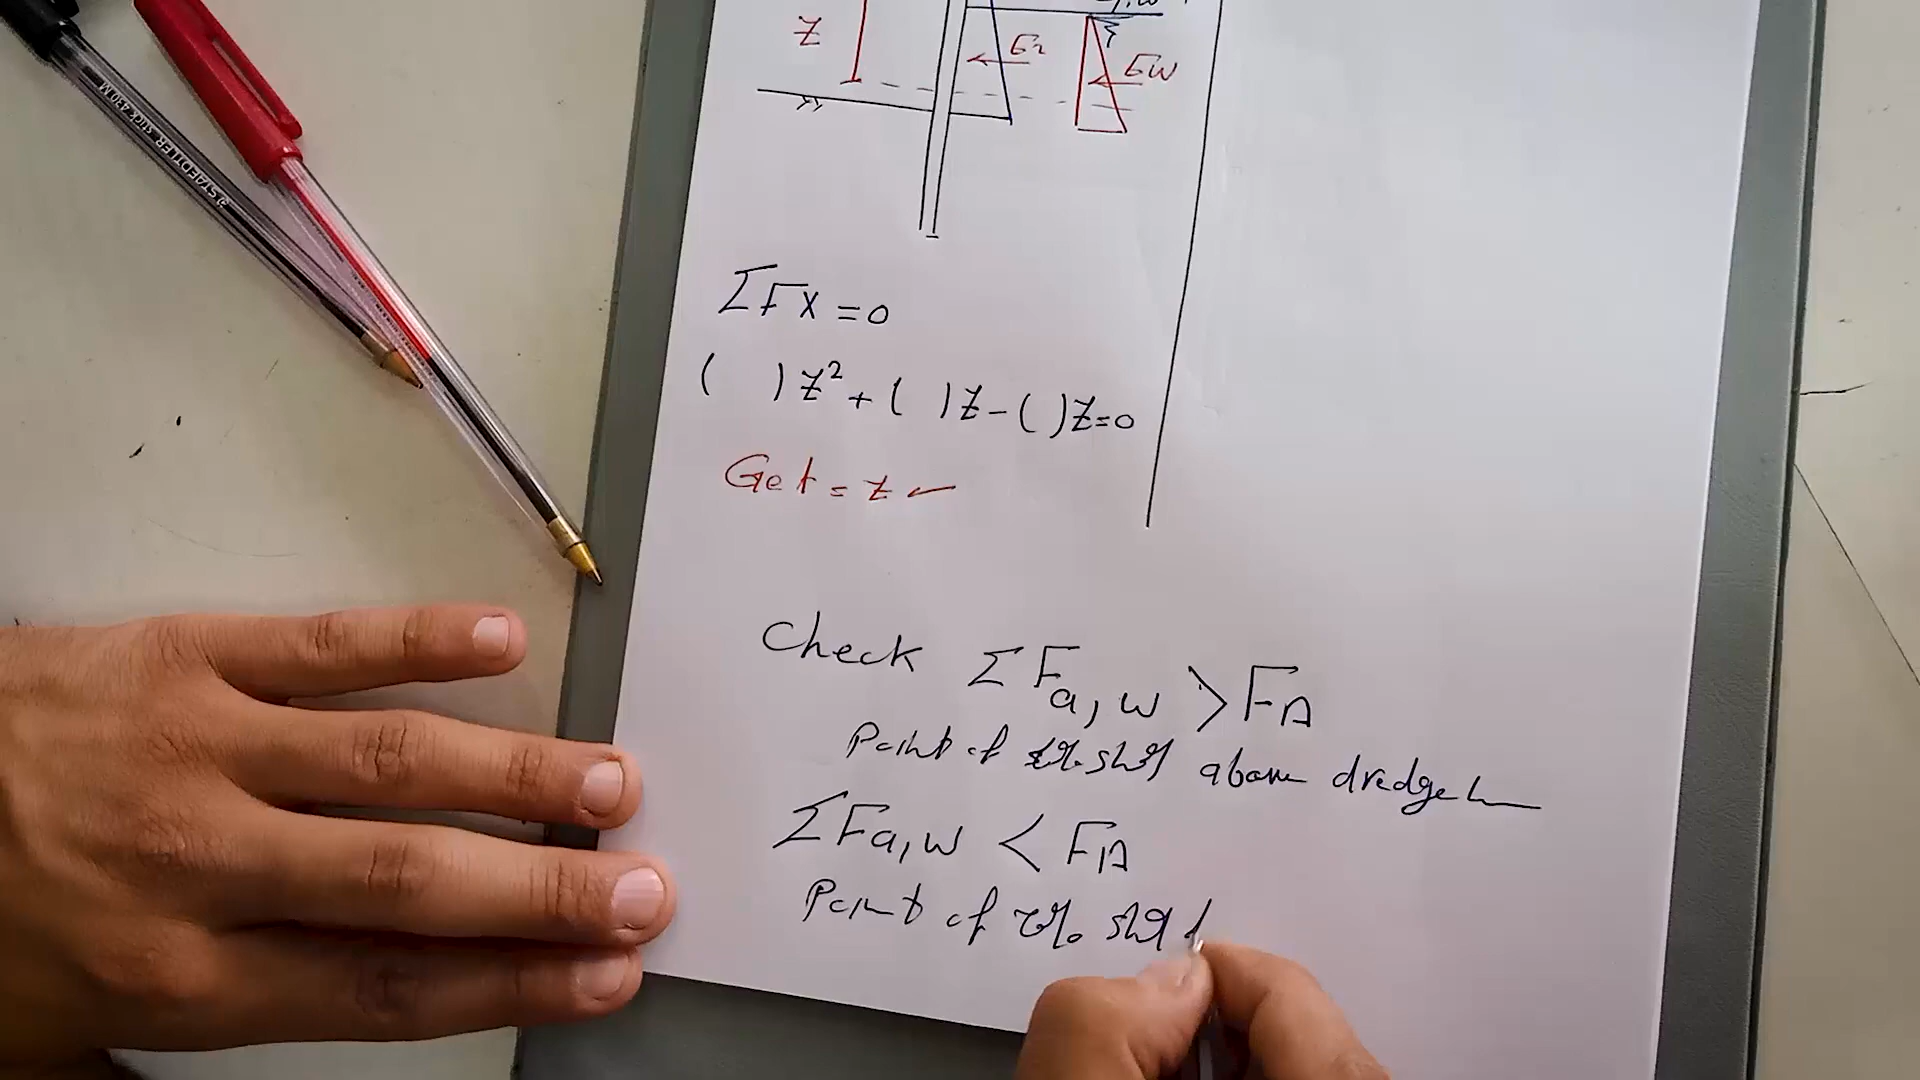 Z
E2
Ew
STAEDTLER STICK 430 M
ΣFX = 0
( ) Z² + ( ) Z - ( ) Z = 0
Get = Z
Check ΣFa,w > FA
Point of above dredge
ΣFa,w < FA
Point of